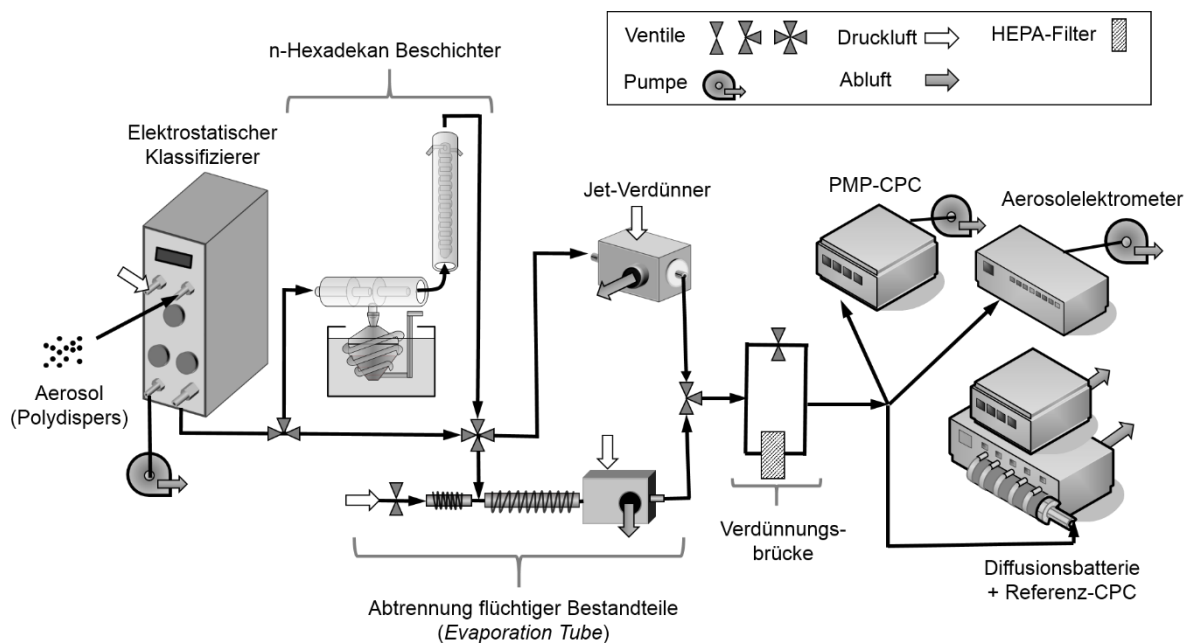 Ventile
Druckluft
HEPA-Filter
Pumpe
Abluft
n-Hexadekan Beschichter
Elektrostatischer
Klassifizierer
Jet-Verdünner
PMP-CPC
Aerosolelektrometer
Aerosol
(Polydispers)
Verdünnungs-
brücke
Diffusionsbatterie
+ Referenz-CPC
Abtrennung flüchtiger Bestandteile
(Evaporation Tube)